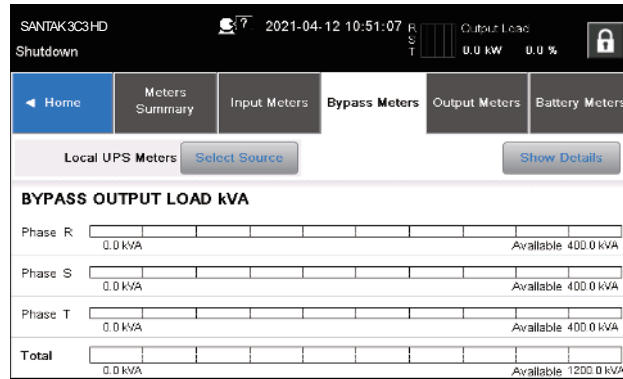 SANTAK 3C3 HD
? 2021-04-12 10:51:07
R
S
T
Output Load
Shutdown
0.0 kW 0.0 %
◄ Home
Meters Summary
Input Meters
Bypass Meters
Output Meters
Battery Meters
Local UPS Meters Select Source Show Details
BYPASS OUTPUT LOAD kVA
Phase R
0.0 kVA Available 400.0 kVA
Phase S
0.0 kVA Available 400.0 kVA
Phase T
0.0 kVA Available 400.0 kVA
Total
0.0 kVA Available 1200.0 kVA